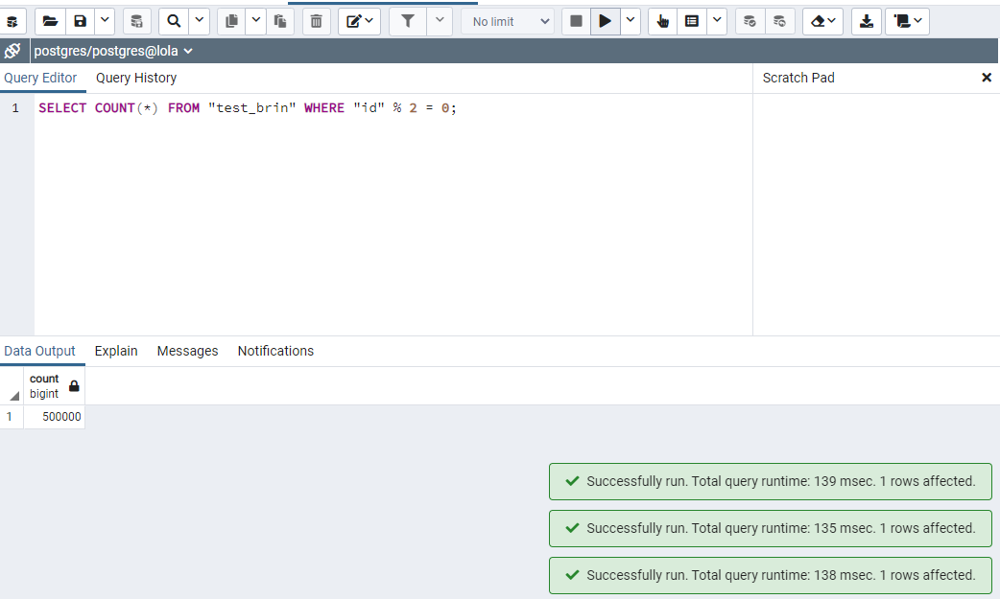 No limit
postgres/postgres@lola
Query Editor Query History Scratch Pad
1 SELECT COUNT(*) FROM "test_brin" WHERE "id" % 2 = 0;
Data Output Explain Messages Notifications
count
bigint
1 500000
Successfully run. Total query runtime: 139 msec. 1 rows affected.
Successfully run. Total query runtime: 135 msec. 1 rows affected.
Successfully run. Total query runtime: 138 msec. 1 rows affected.